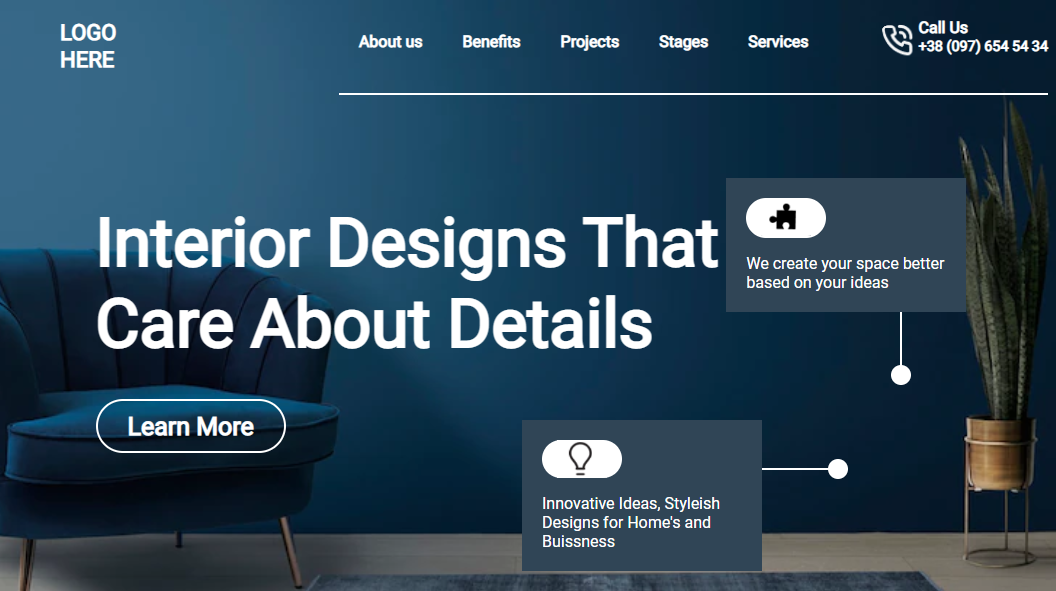 LOGO
HERE
About us
Benefits
Projects
Stages
Services
Call Us
+38 (097) 654 54 34
Interior Designs That
Care About Details
Learn More
We create your space better
based on your ideas
Innovative Ideas, Styleish
Designs for Home's and
Buissness